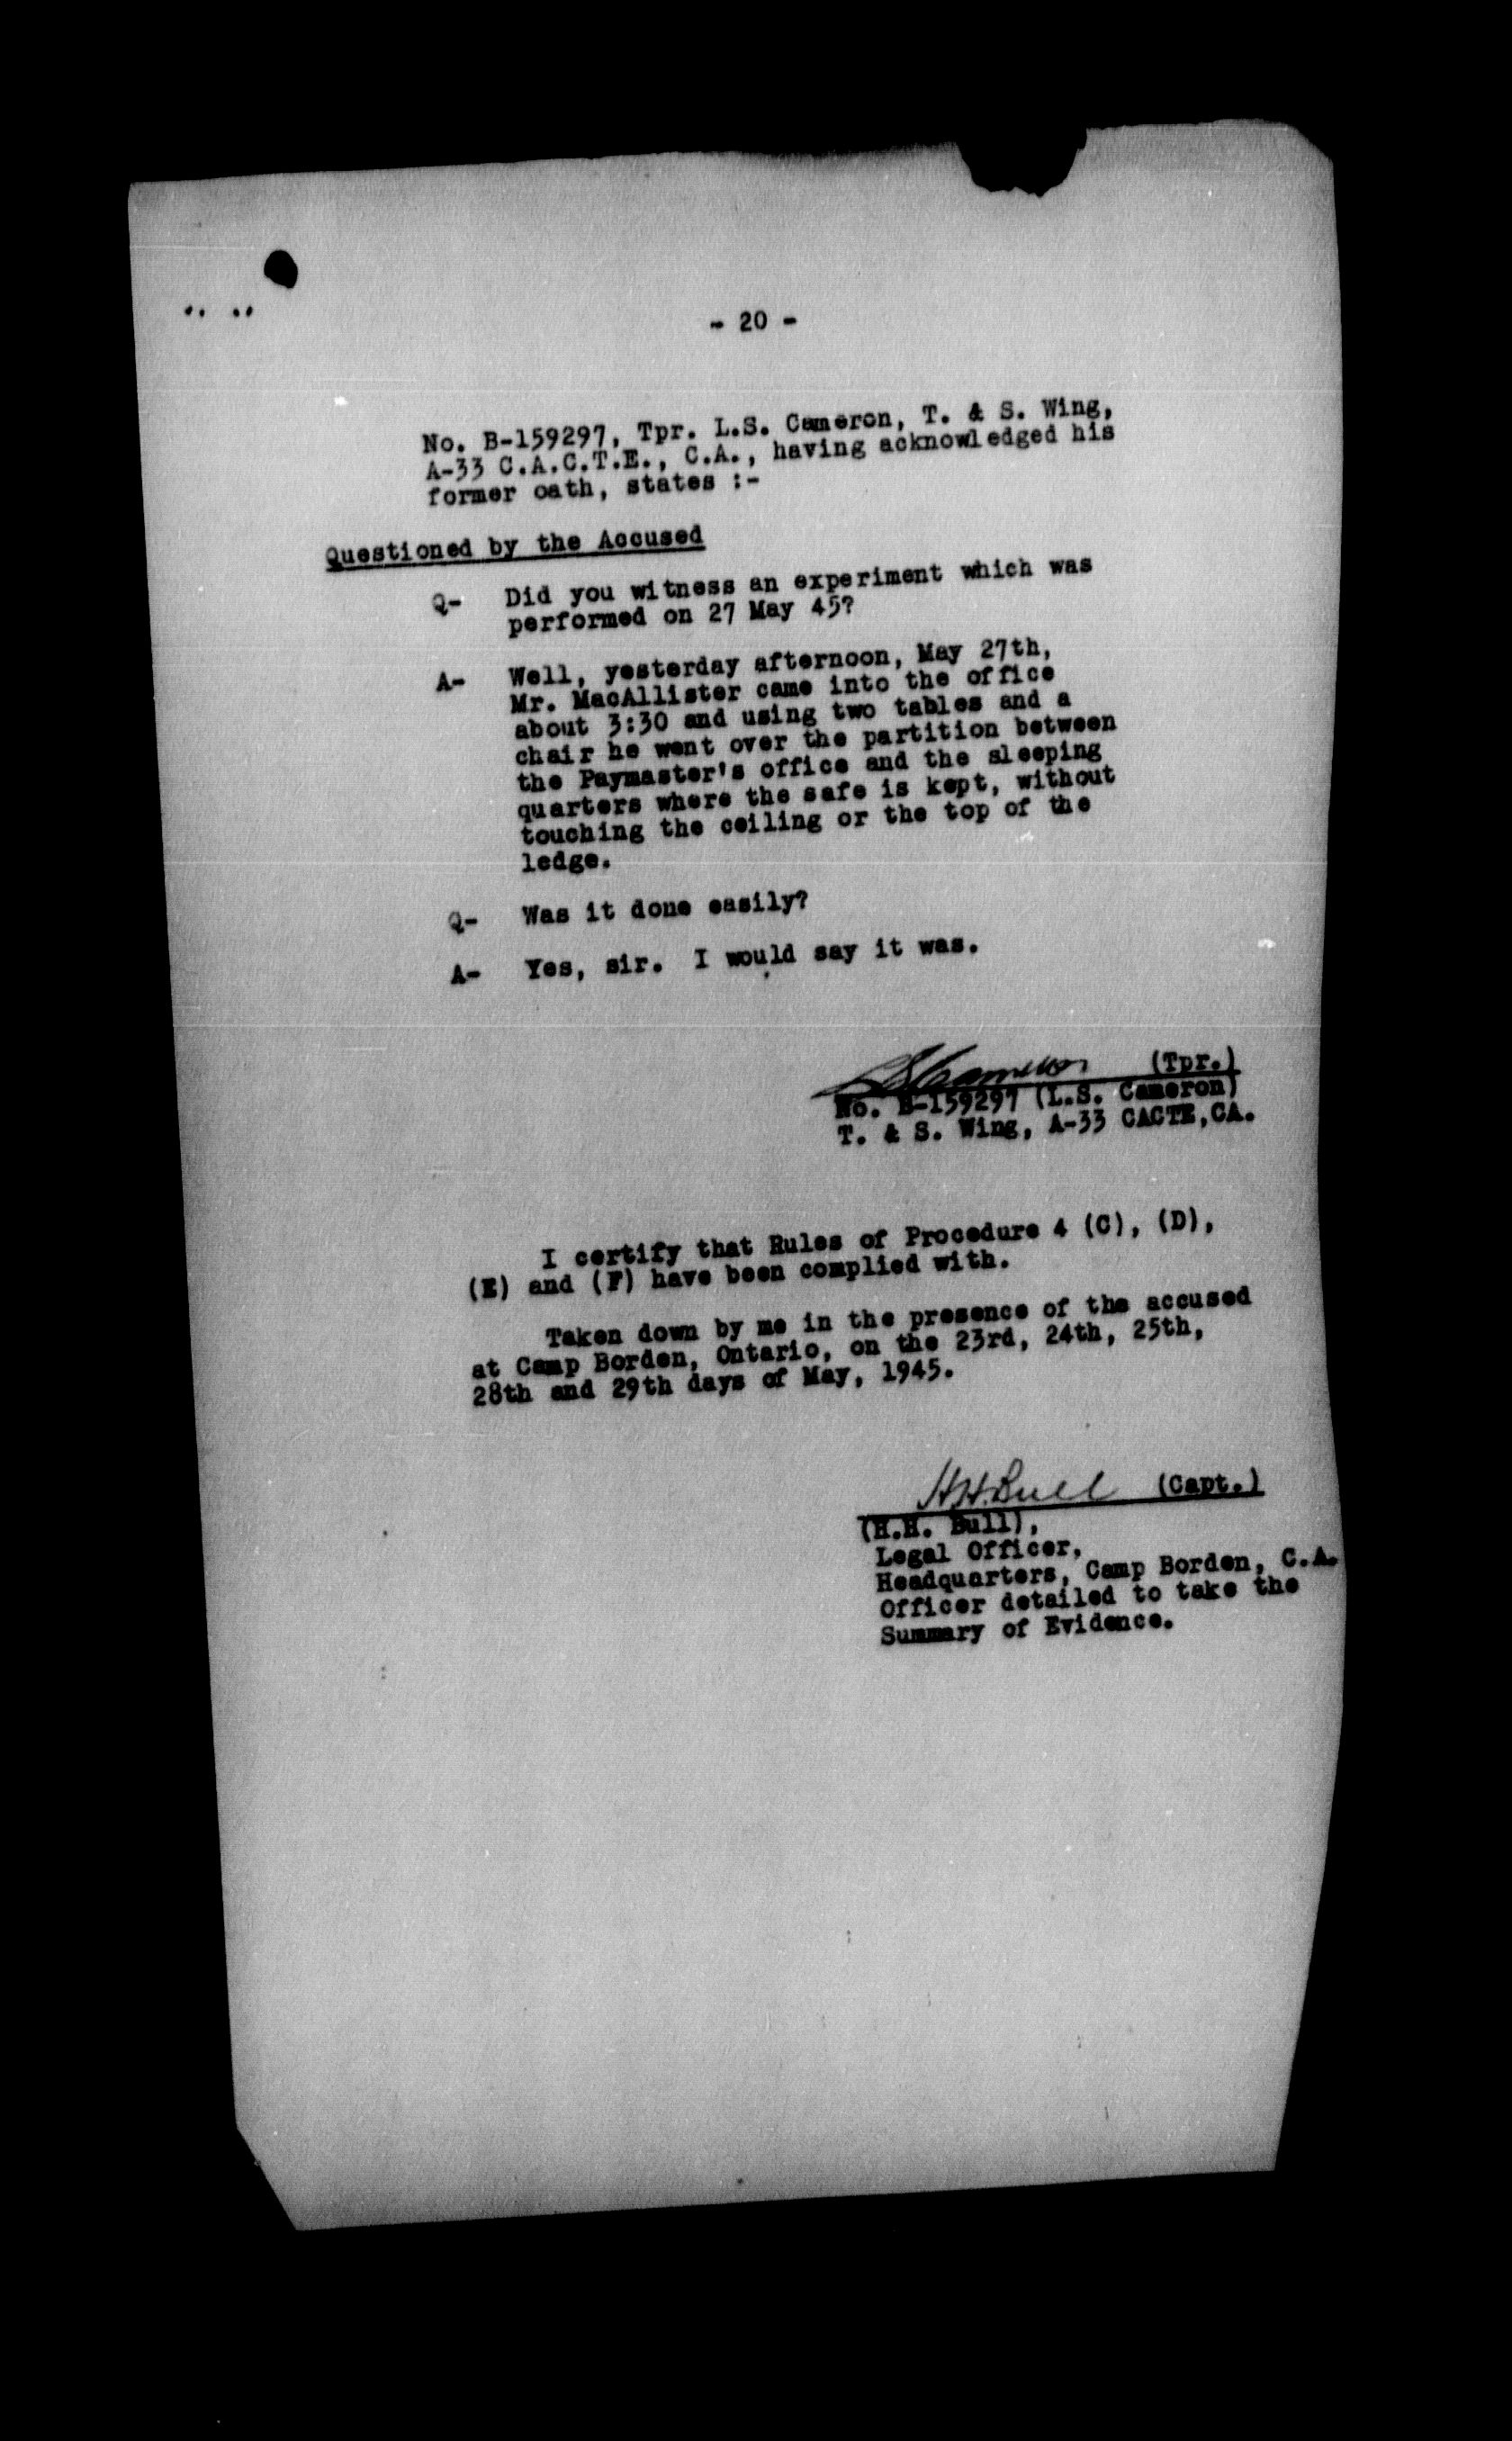 - 20 -
No. B-159297, Tpr. L.S. Cameron, T. & S. Wing,
A-33 C.A.C.T.E., C.A., having acknowledged his
former oath, states :-
Questioned by the Accused
Q- Did you witness an experiment which was
performed on 27 May 45?
A- Well, yesterday afternoon, May 27th,
Mr. MacAllister came into the office
about 3:30 and using two tables and a
chair he went over the partition between
the Paymaster's office and the sleeping
quarters where the safe is kept, without
touching the ceiling or the top of the
ledge.
Q- Was it done easily?
A- Yes, sir. I would say it was.
LSCameron (Tpr.)
No. B-159297 (L.S. Cameron)
T. & S. Wing, A-33 CACTE,CA.
I certify that Rules of Procedure 4 (C), (D),
(E) and (F) have been complied with.
Taken down by me in the presence of the accused
at Camp Borden, Ontario, on the 23rd, 24th, 25th,
28th and 29th days of May, 1945.
H.H. Bull (Capt.)
(H.H. Bull),
Legal Officer,
Headquarters, Camp Borden, C.A.
Officer detailed to take the
Summary of Evidence.